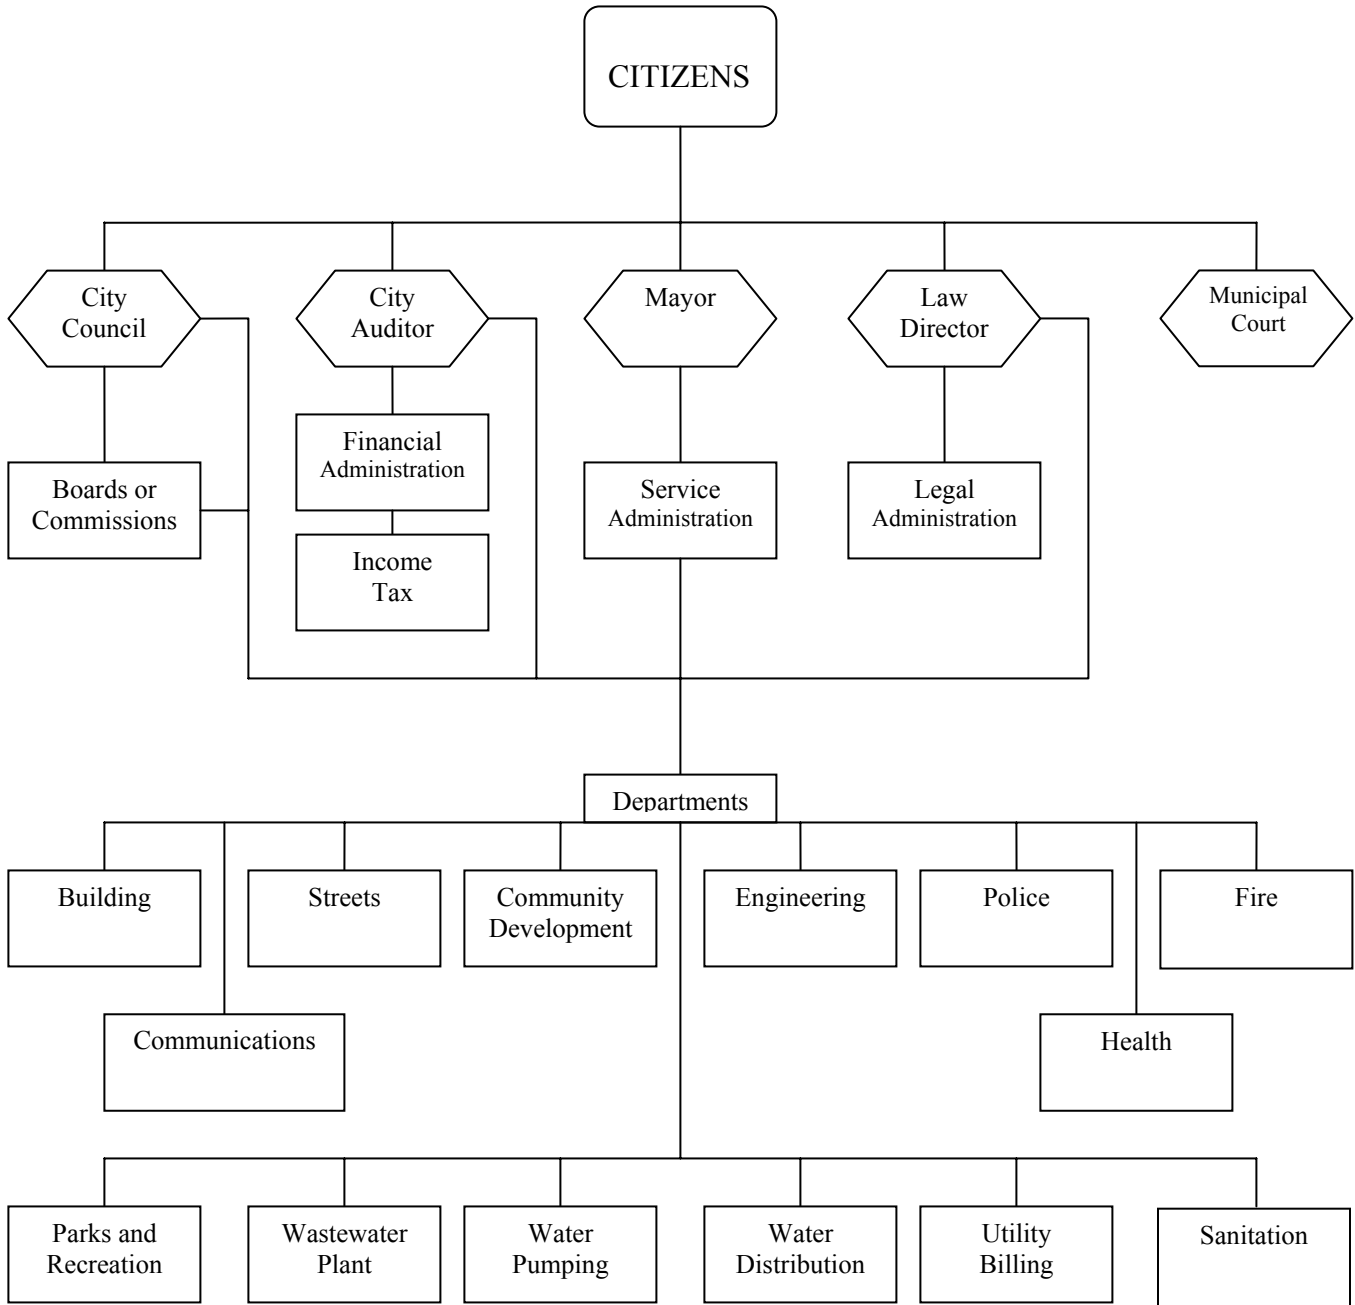 CITIZENS
City
Council
City
Auditor
Mayor
Law
Director
Municipal
Court
Financial
Administration
Boards or
Commissions
Service
Administration
Legal
Administration
Income
Tax
Departments
Building
Streets
Community
Development
Engineering
Police
Fire
Communications
Health
Parks and
Recreation
Wastewater
Plant
Water
Pumping
Water
Distribution
Utility
Billing
Sanitation